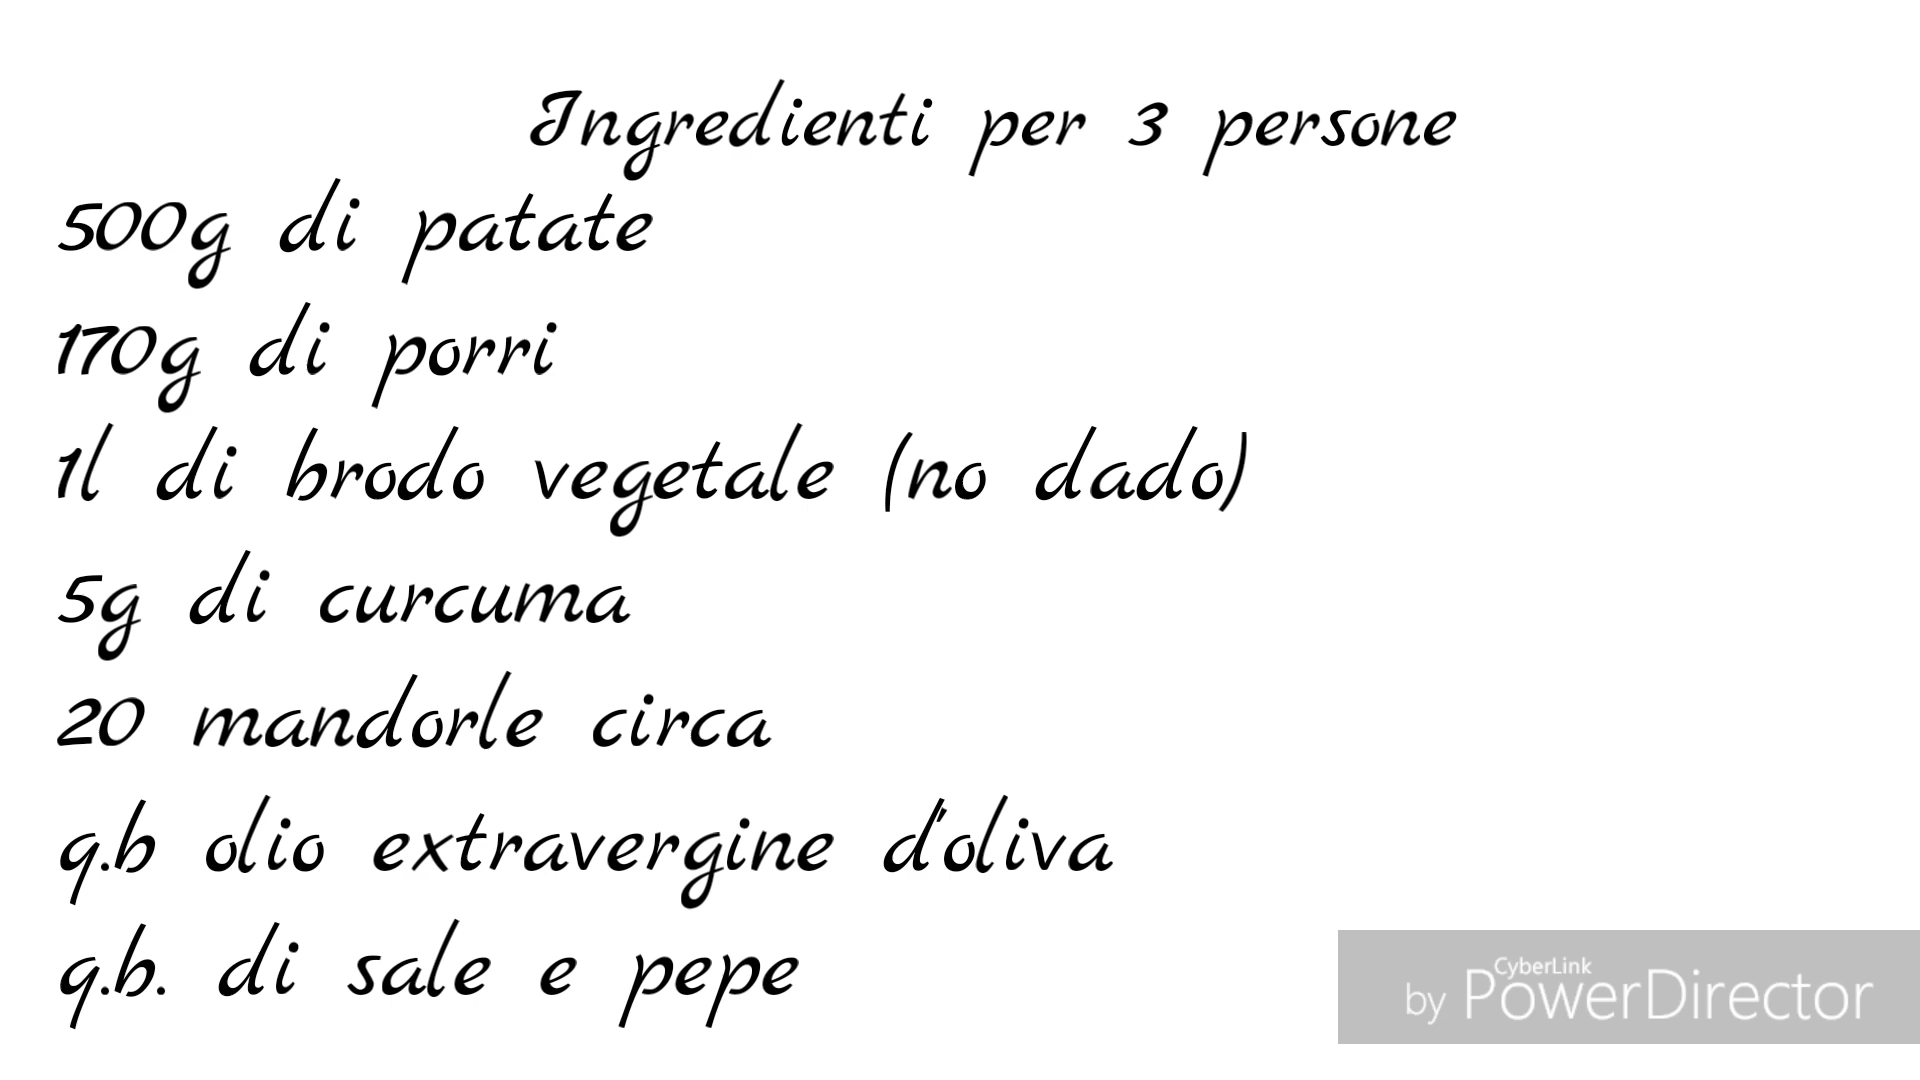 Ingredienti per 3 persone
500g di patate
170g di porri
1l di brodo vegetale (no dado)
5g di curcuma
20 mandorle circa
q.b olio extravergine d'oliva
q.b. di sale e pepe
by CyberLink PowerDirector